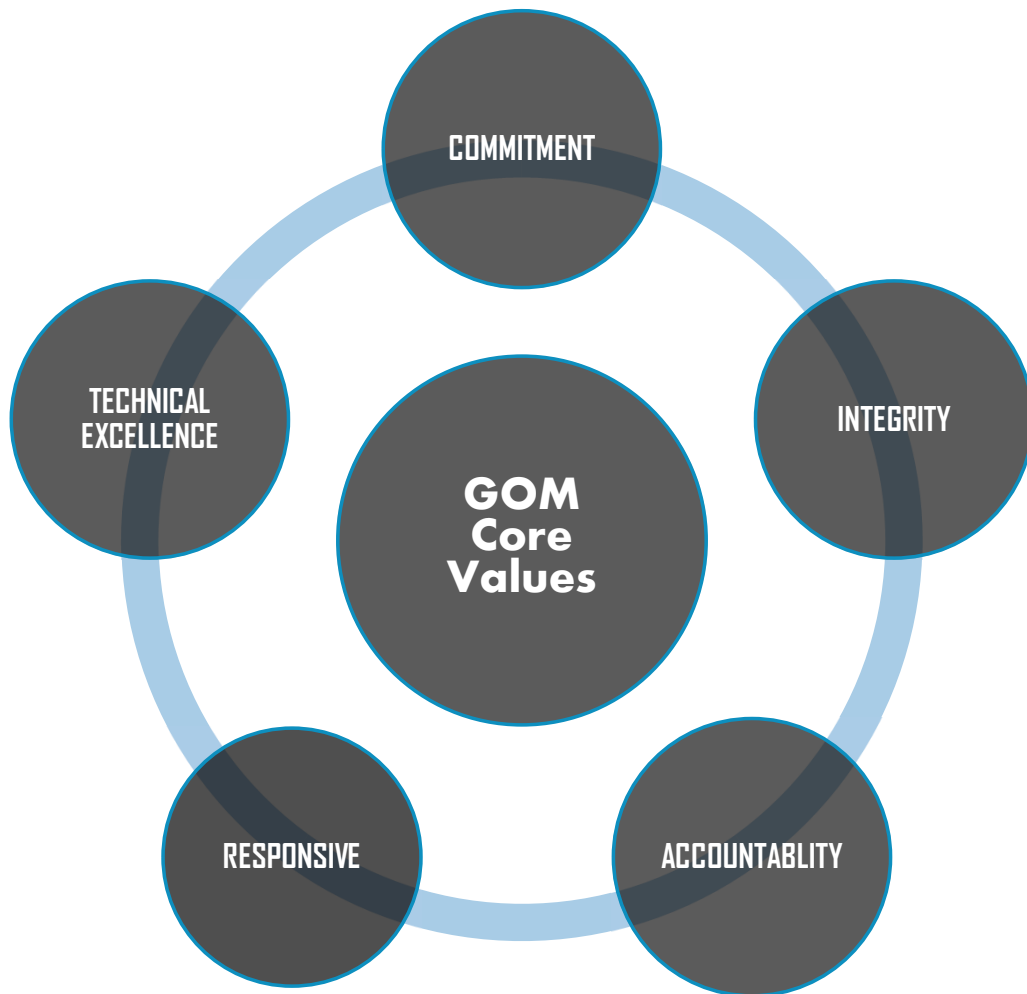 COMMITMENT
TECHNICAL
EXCELLENCE
INTEGRITY
GOM
Core
Values
RESPONSIVE
ACCOUNTABLITY